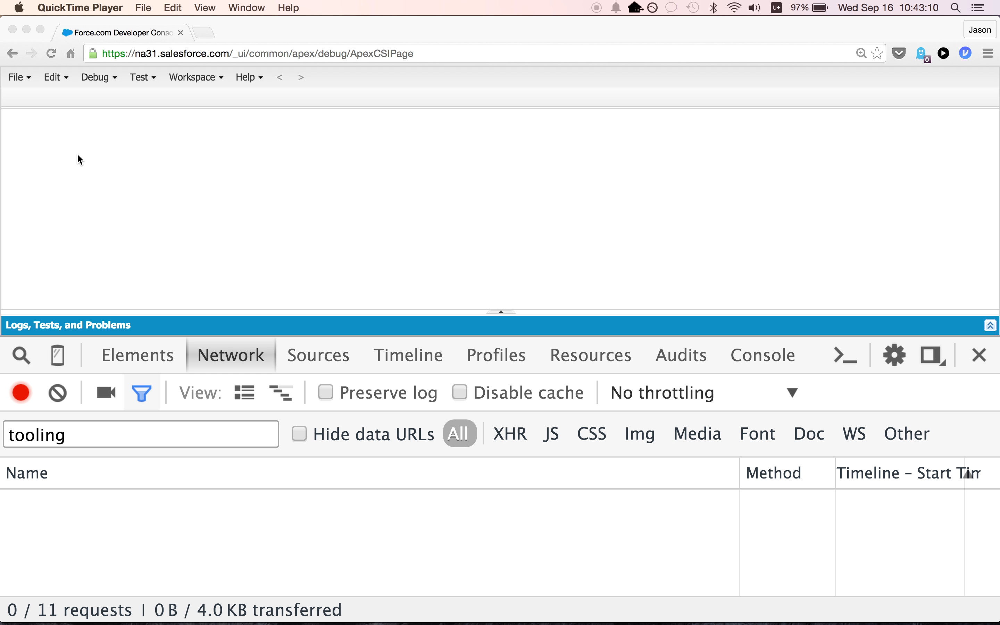 QuickTime Player File Edit View Window Help U+ 97% Wed Sep 16 10:43:10
Force.com Developer Conso Jason
https://na31.salesforce.com/_ui/common/apex/debug/ApexCSIPage 0
File Edit Debug Test Workspace Help < >
Logs, Tests, and Problems
Elements Network Sources Timeline Profiles Resources Audits Console
View: Preserve log Disable cache No throttling
tooling Hide data URLs All XHR JS CSS Img Media Font Doc WS Other
Name Method Timeline – Start Tim
0 / 11 requests | 0 B / 4.0 KB transferred